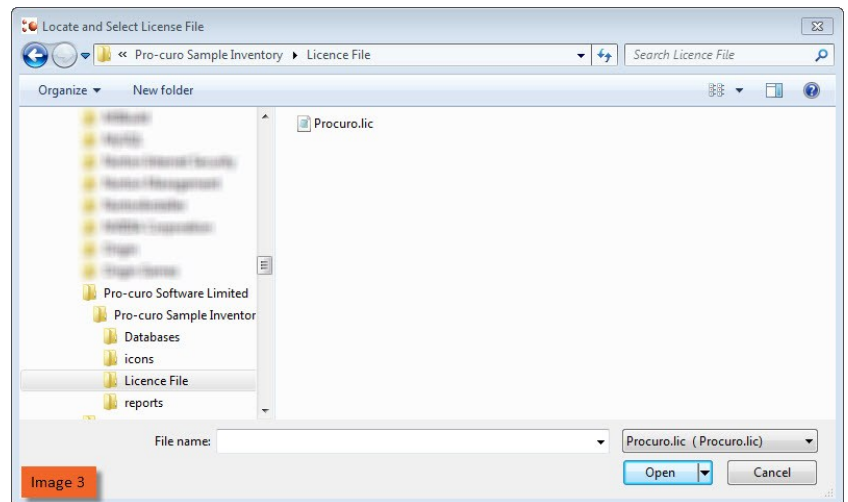 Locate and Select License File
« Pro-curo Sample Inventory Licence File
Search Licence File
Organize
New folder
Procuro.lic
Pro-curo Software Limited
Pro-curo Sample Inventor
Databases
icons
Licence File
reports
File name:
Procuro.lic ( Procuro.lic)
Open
Cancel
Image 3